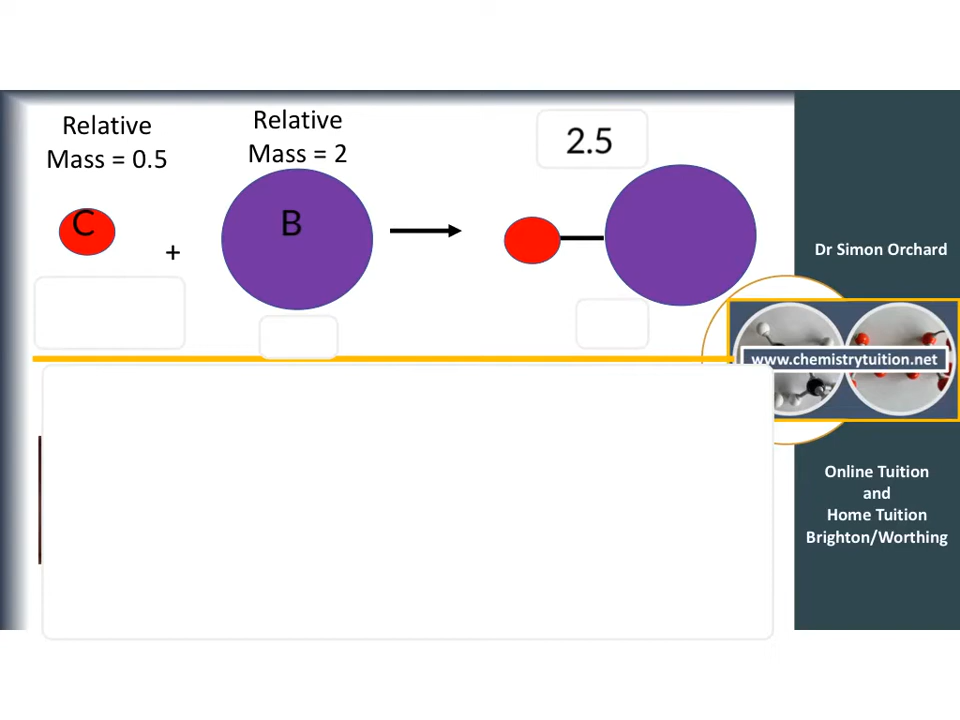 Relative
Mass = 0.5
Relative
Mass = 2
2.5
C
+
B
Dr Simon Orchard
www.chemistrytuition.net
Online Tuition
and
Home Tuition
Brighton/Worthing